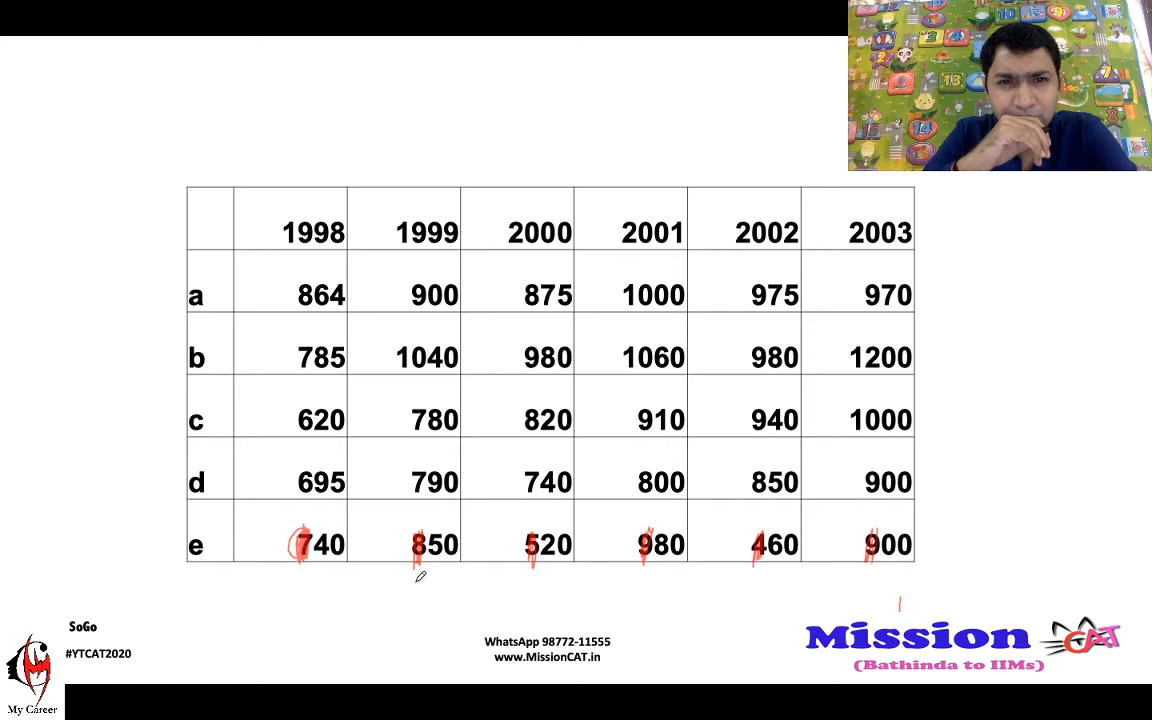 1998 1999 2000 2001 2002 2003
a 864 900 875 1000 975 970
b 785 1040 980 1060 980 1200
c 620 780 820 910 940 1000
d 695 790 740 800 850 900
e 740 850 520 980 460 900
SoGo
#YTCAT2020
My Career
WhatsApp 98772-11555
www.MissionCAT.in
Mission CAT
(Bathinda to IIMs)